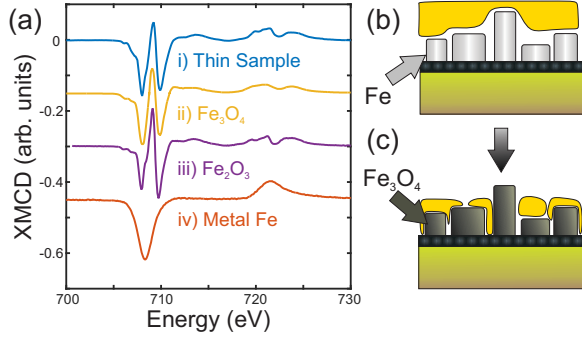 (a)
XMCD (arb. units)
0
-0.2
-0.4
-0.6
i) Thin Sample
ii) Fe₃O₄
iii) Fe₂O₃
iv) Metal Fe
700
710
720
730
Energy (eV)
(b)
Fe
(c)
Fe₃O₄